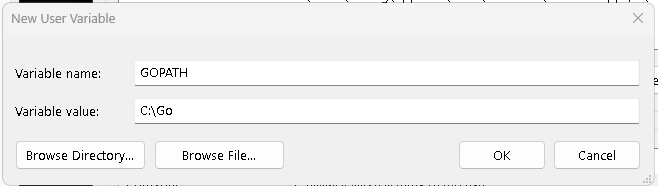 New User Variable
Variable name:
GOPATH
Variable value:
C:\Go
Browse Directory...
Browse File...
OK
Cancel